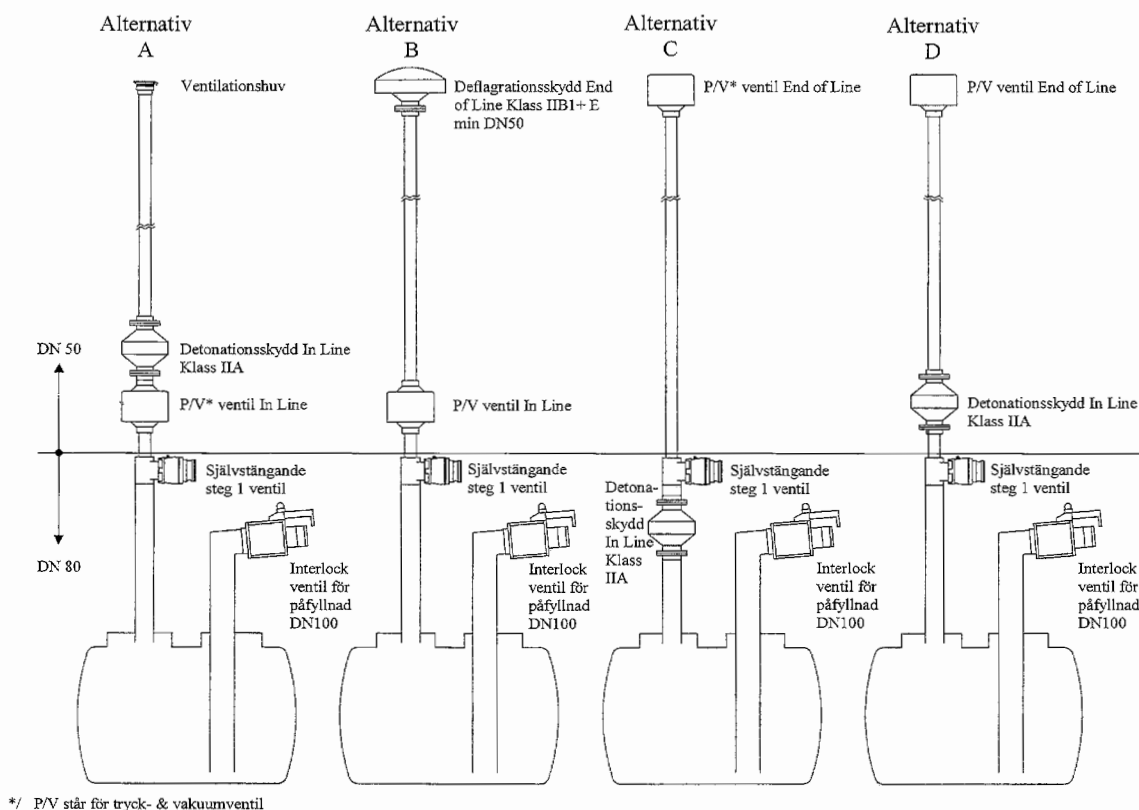 Alternativ
A
Ventilationshuv
DN 50
Detonationsskydd In Line
Klass IIA
P/V* ventil In Line
Självstängande
steg 1 ventil
DN 80
Interlock
ventil för
påfyllnad
DN100
Alternativ
B
Deflagrationsskydd End
of Line Klass IIB1+ E
min DN50
P/V ventil In Line
Självstängande
steg 1 ventil
Interlock
ventil för
påfyllnad
DN100
Alternativ
C
P/V* ventil End of Line
Självstängande
steg 1 ventil
Detona-
tions-
skydd
In Line
Klass
IIA
Interlock
ventil för
påfyllnad
DN100
Alternativ
D
P/V ventil End of Line
Detonationsskydd In Line
Klass IIA
Självstängande
steg 1 ventil
Interlock
ventil för
påfyllnad
DN100
*/ P/V står för tryck- & vakuumventil